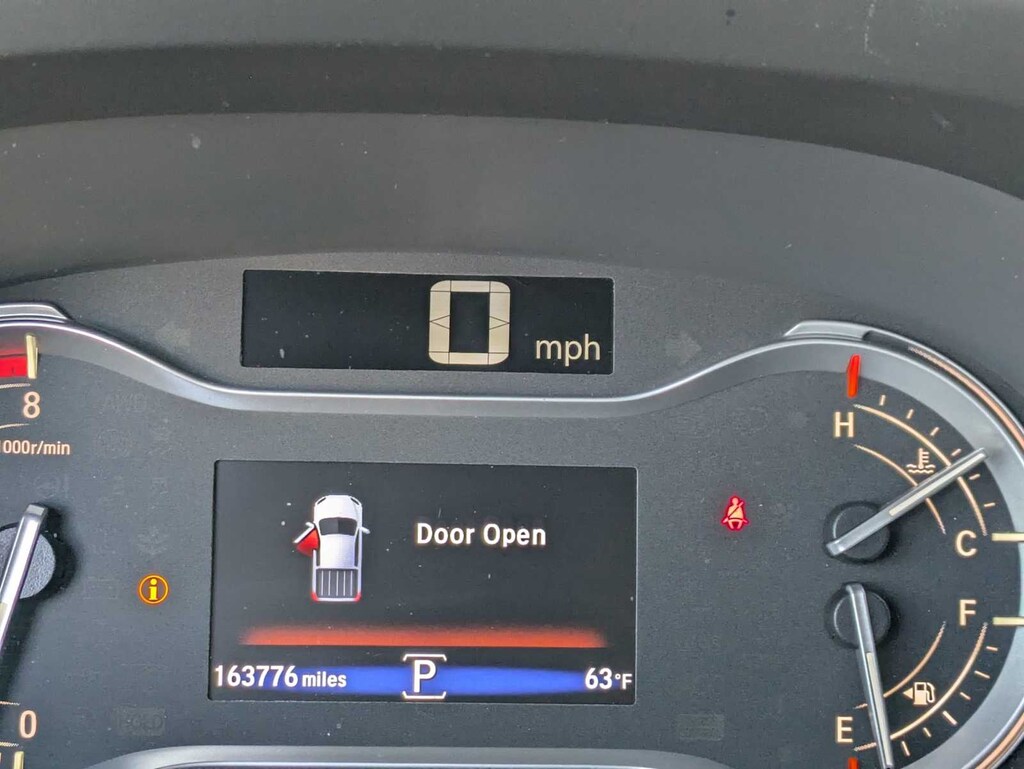 0 mph
8
1000r/min
H
Door Open
C
i
F
163776 miles P 63°F
0
E